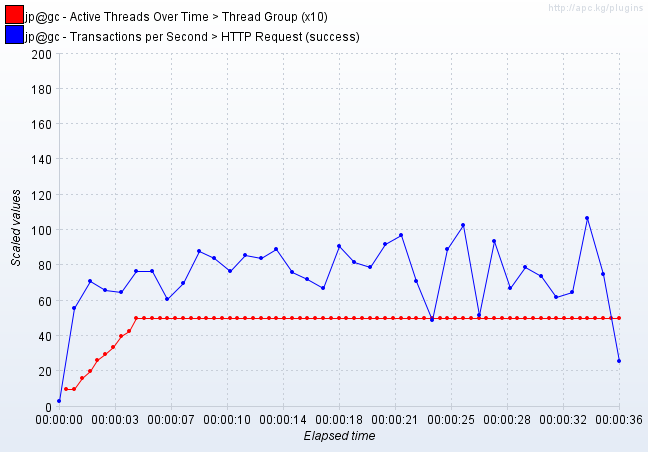 http://apc.kg/plugins
jp@gc - Active Threads Over Time > Thread Group (x10)
jp@gc - Transactions per Second > HTTP Request (success)
200
180
160
140
120
100
80
60
40
20
0
Scaled values
00:00:00 00:00:03 00:00:07 00:00:10 00:00:14 00:00:18 00:00:21 00:00:25 00:00:28 00:00:32 00:00:36
Elapsed time